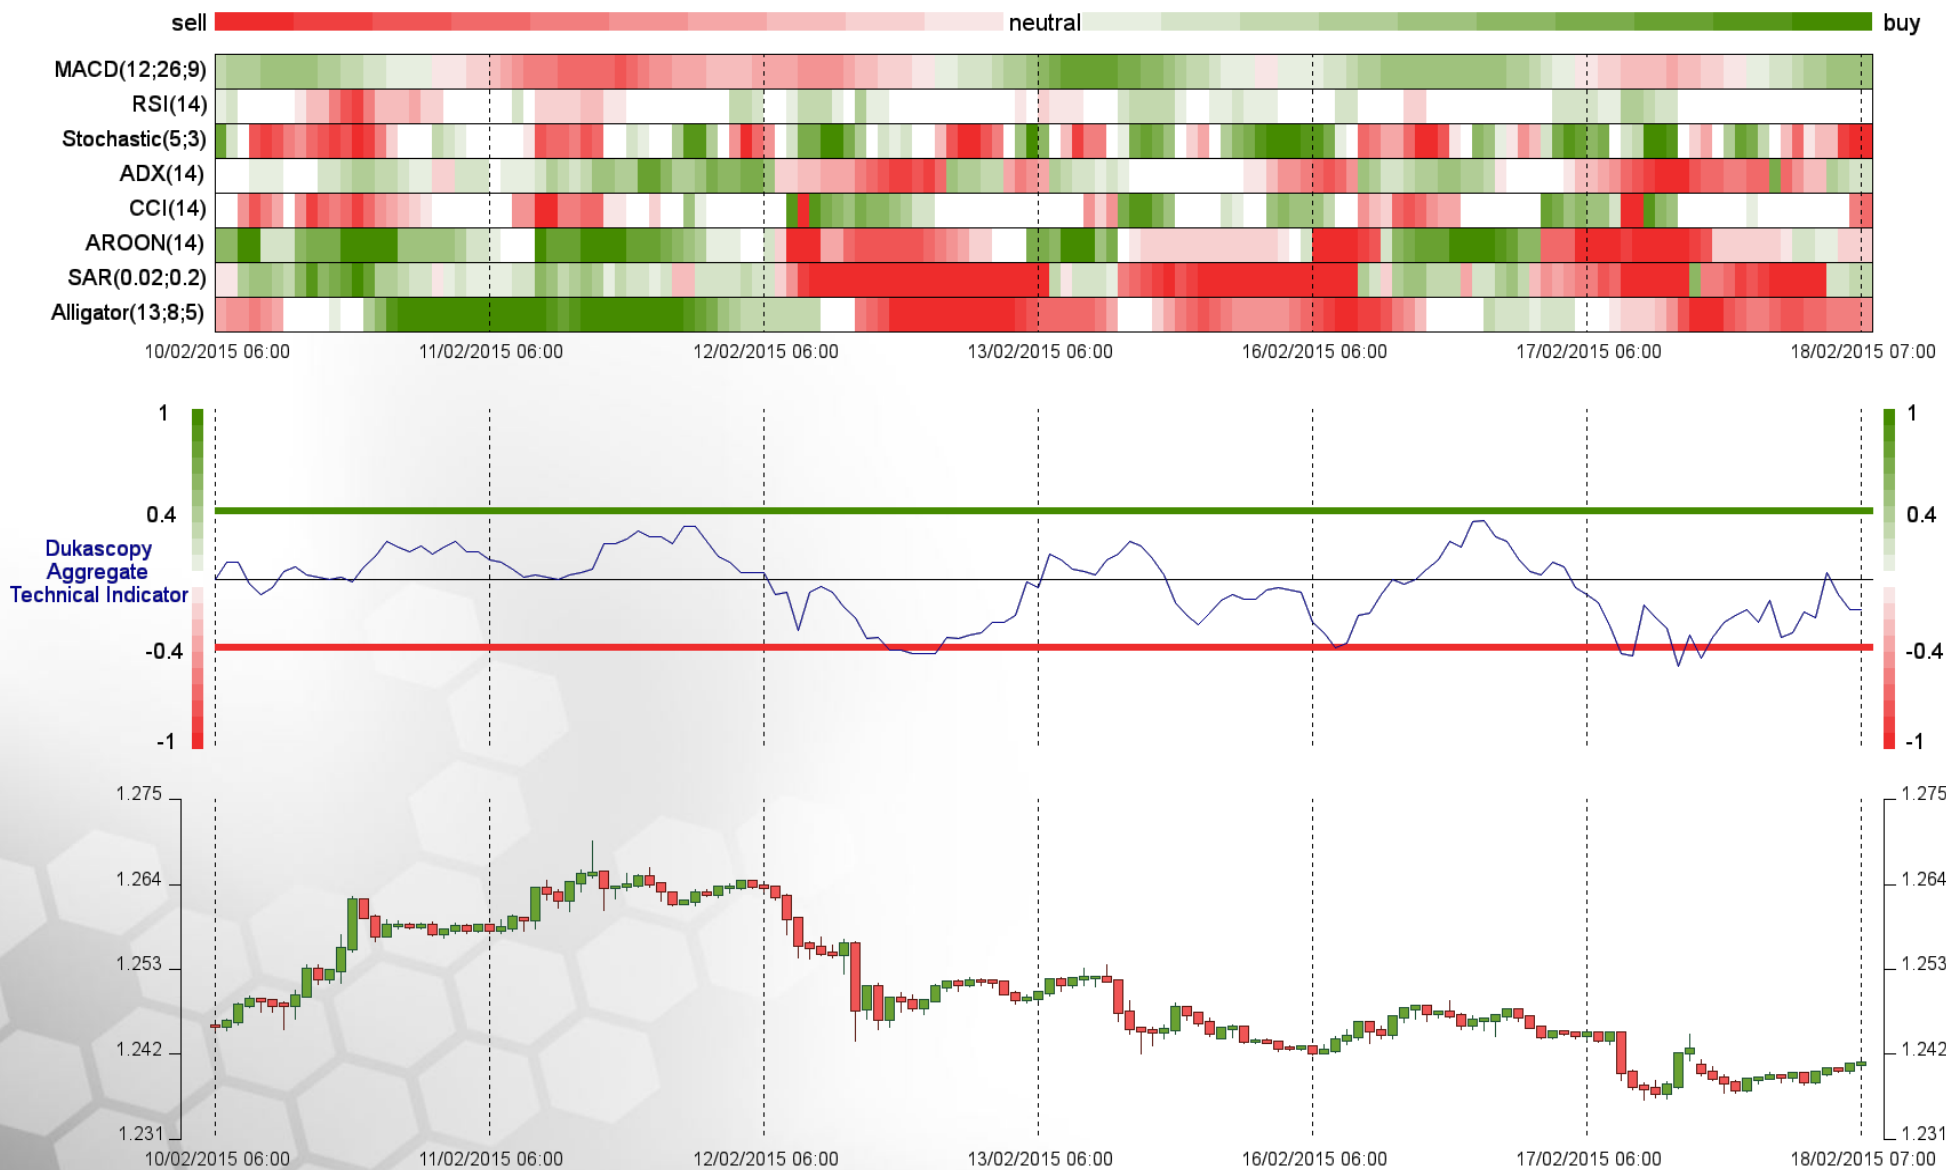 sell neutral buy
MACD(12;26;9)
RSI(14)
Stochastic(5;3)
ADX(14)
CCI(14)
AROON(14)
SAR(0.02;0.2)
Alligator(13;8;5)
10/02/2015 06:00 11/02/2015 06:00 12/02/2015 06:00 13/02/2015 06:00 16/02/2015 06:00 17/02/2015 06:00 18/02/2015 07:00
1 1
0.4 0.4
Dukascopy
Aggregate
Technical Indicator
-0.4 -0.4
-1 -1
1.275 1.275
1.264 1.264
1.253 1.253
1.242 1.242
1.231 1.231
10/02/2015 06:00 11/02/2015 06:00 12/02/2015 06:00 13/02/2015 06:00 16/02/2015 06:00 17/02/2015 06:00 18/02/2015 07:00